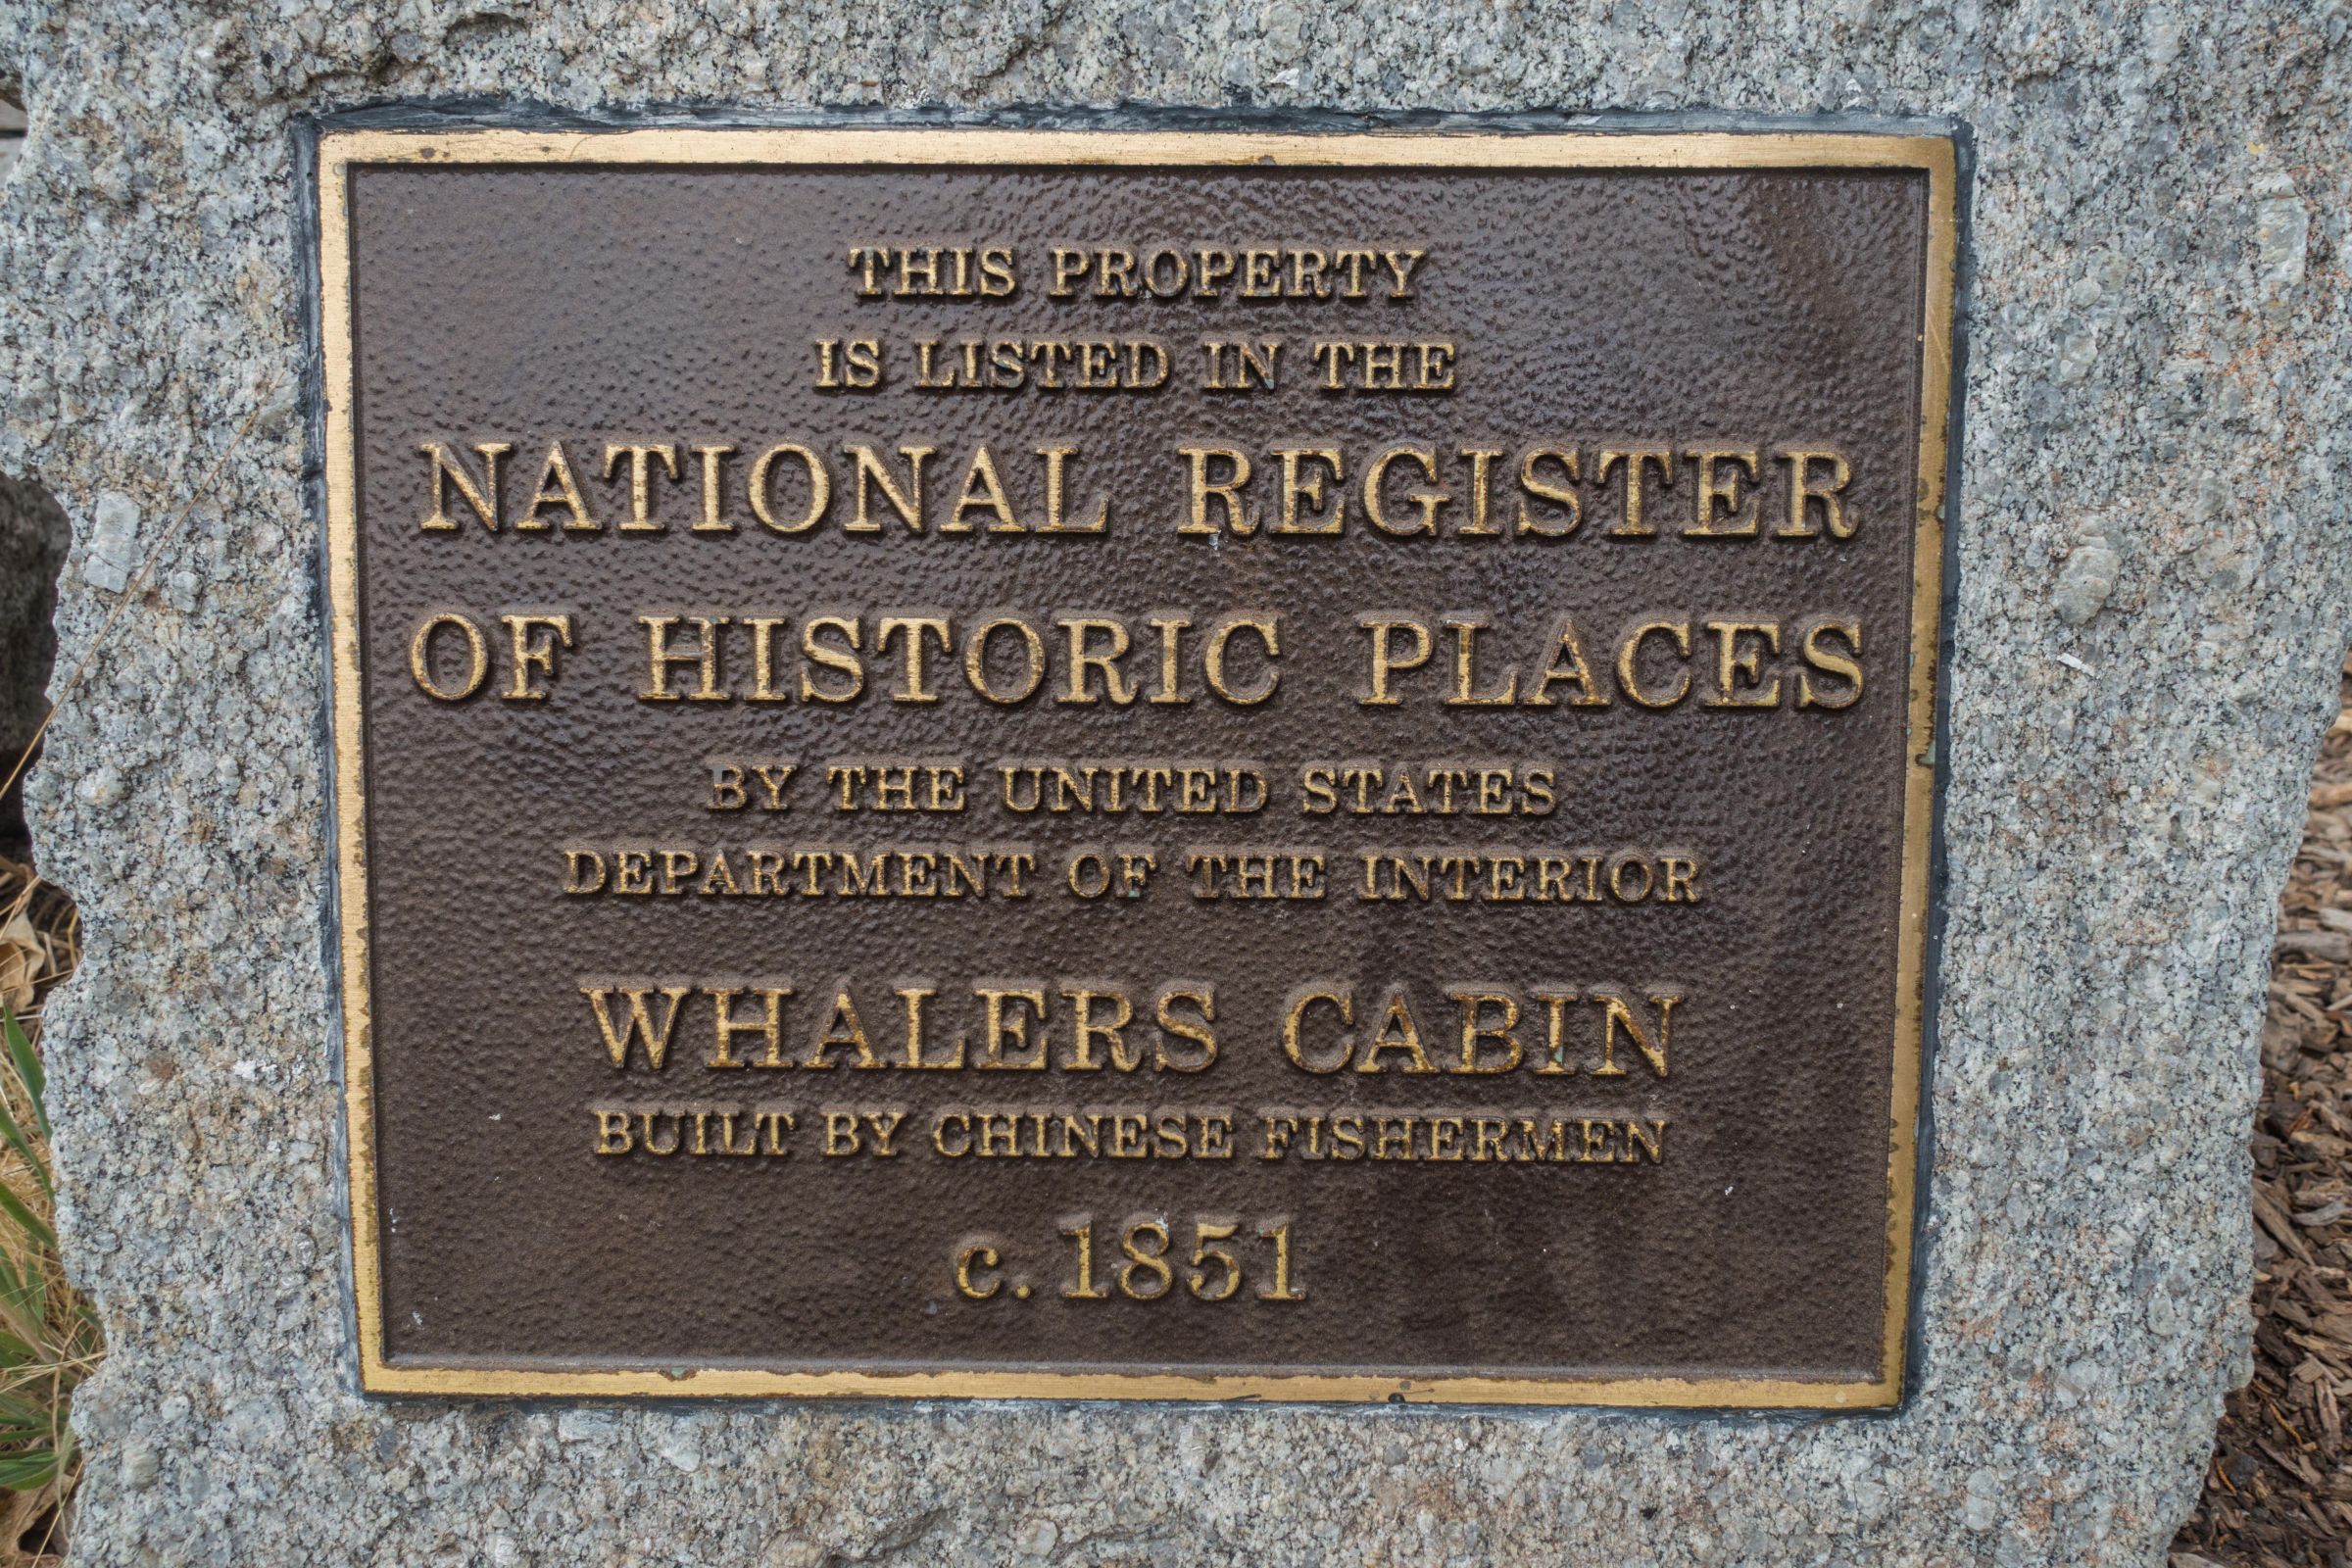 THIS PROPERTY
IS LISTED IN THE
NATIONAL REGISTER
OF HISTORIC PLACES
BY THE UNITED STATES
DEPARTMENT OF THE INTERIOR
WHALERS CABIN
BUILT BY CHINESE FISHERMEN
c. 1851